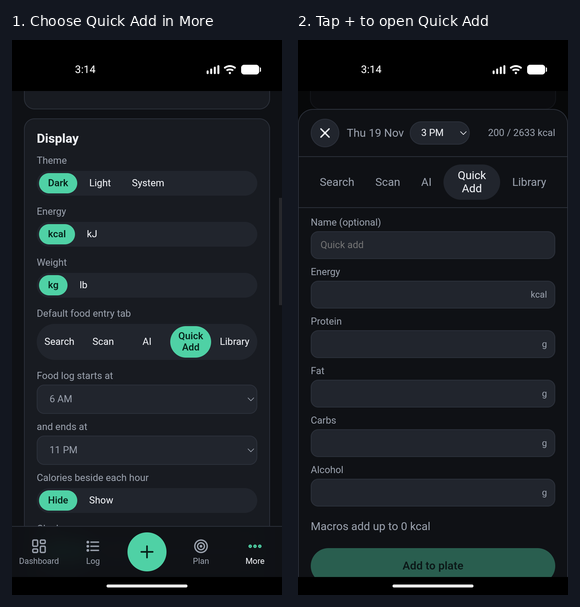 1. Choose Quick Add in More
3:14
Display
Theme
Dark Light System
Energy
kcal kJ
Weight
kg lb
Default food entry tab
Search Scan AI Quick Add Library
Food log starts at
6 AM
and ends at
11 PM
Calories beside each hour
Hide Show
Dashboard Log Plan More
2. Tap + to open Quick Add
3:14
Thu 19 Nov 3 PM 200 / 2633 kcal
Search Scan AI Quick Add Library
Name (optional)
Quick add
Energy
kcal
Protein
g
Fat
g
Carbs
g
Alcohol
g
Macros add up to 0 kcal
Add to plate